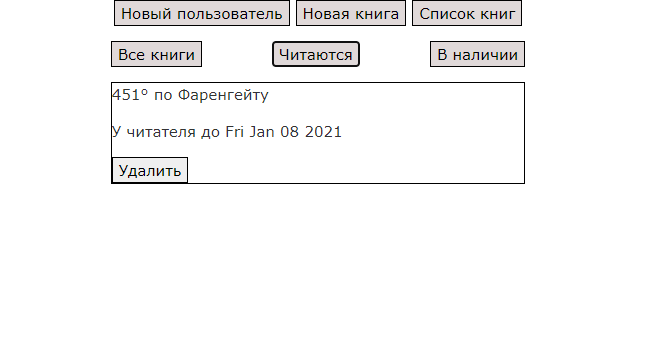 Новый пользователь Новая книга Список книг
Все книги Читаются В наличии
451° по Фаренгейту
У читателя до Fri Jan 08 2021
Удалить